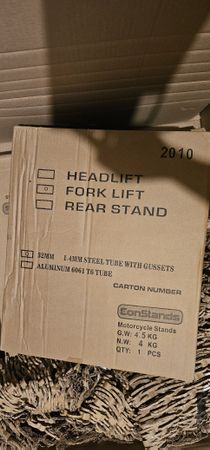 2010
HEADLIFT
FORK LIFT
REAR STAND
32MM 1.4MM STEEL TUBE WITH GUSSETS
ALUMINUM 6061 T6 TUBE
CARTON NUMBER
ConStands
Motorcycle Stands
G.W: 4.5 KG
N.W: 4 KG
QTY: 1 PCS